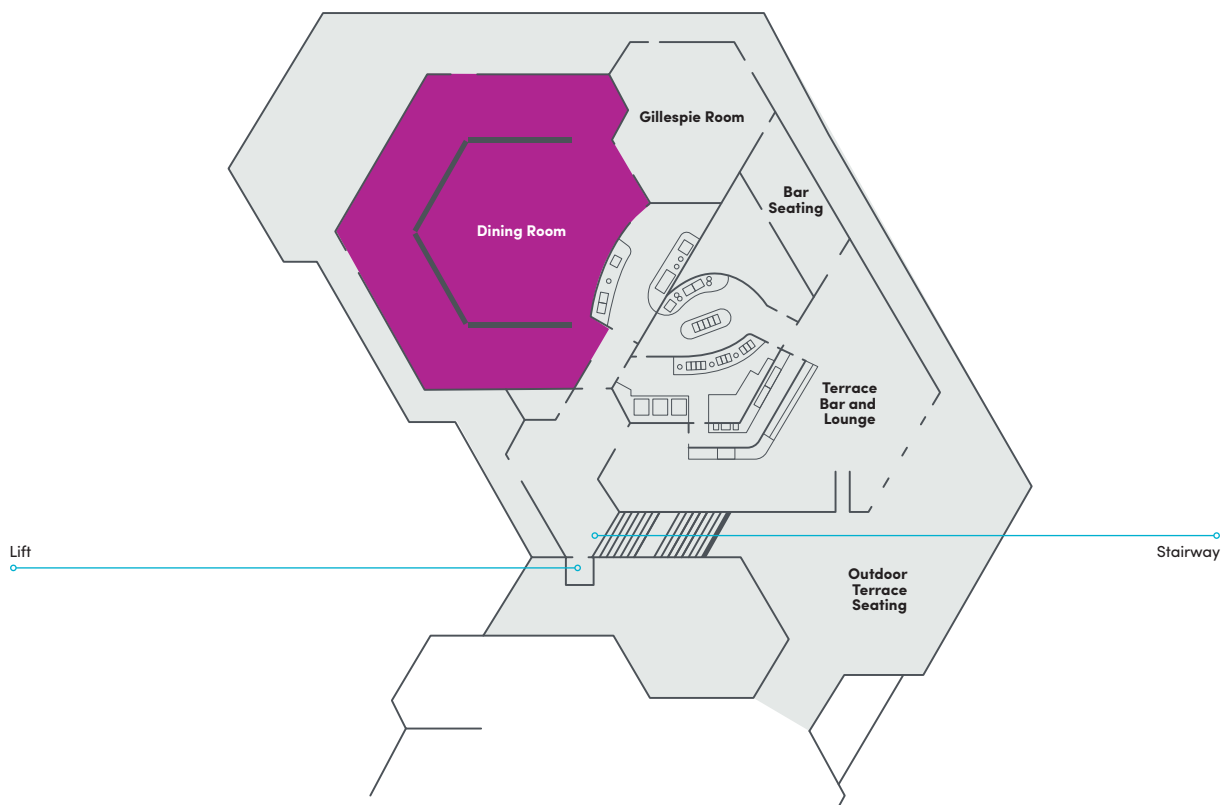 Gillespie Room
Bar
Seating
Dining Room
Terrace
Bar and
Lounge
Lift
Stairway
Outdoor
Terrace
Seating